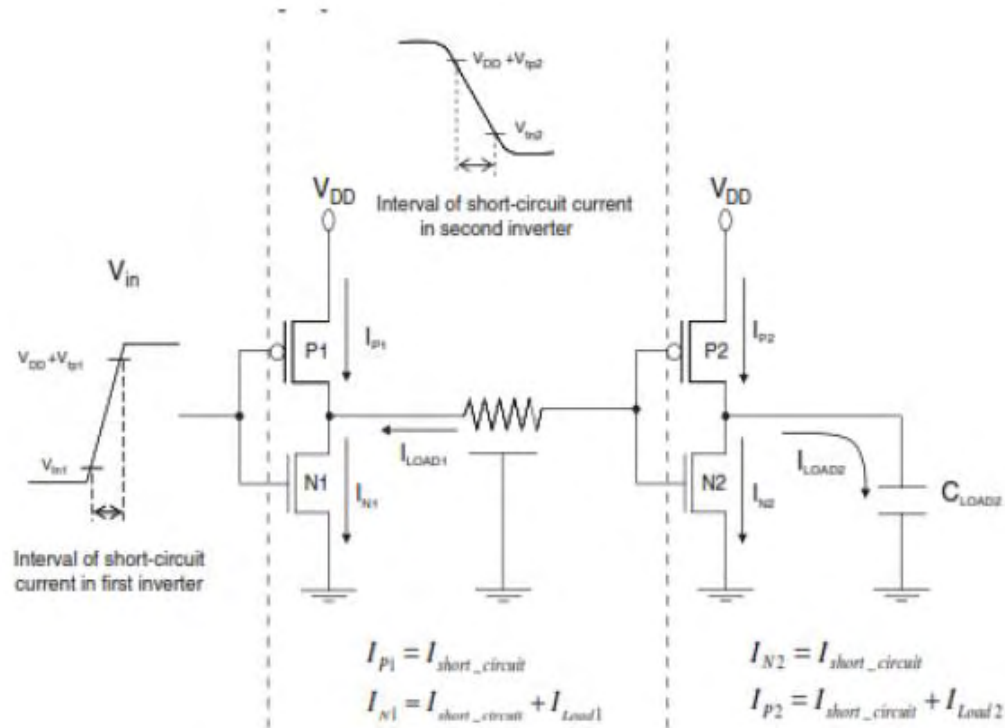 V_DD +V_tp2
V_tn2
V_DD
Interval of short-circuit current
in second inverter
V_DD
V_in
V_DD +V_tp1
V_tn1
P1
I_P1
P2
I_P2
I_LOAD1
N1
I_N1
N2
I_N2
I_LOAD2
C_LOAD2
Interval of short-circuit
current in first inverter
I_P1 = I_short_circuit
I_N1 = I_short_circuit + I_Load1
I_N2 = I_short_circuit
I_P2 = I_short_circuit + I_Load2